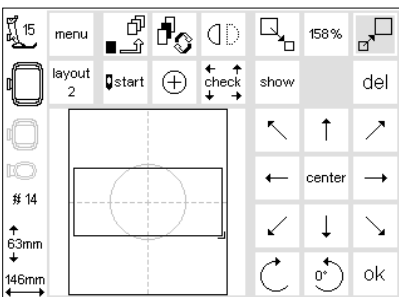 15
menu
158%
layout
2
start
check
show
del
center
# 14
63mm
146mm
0°
ok